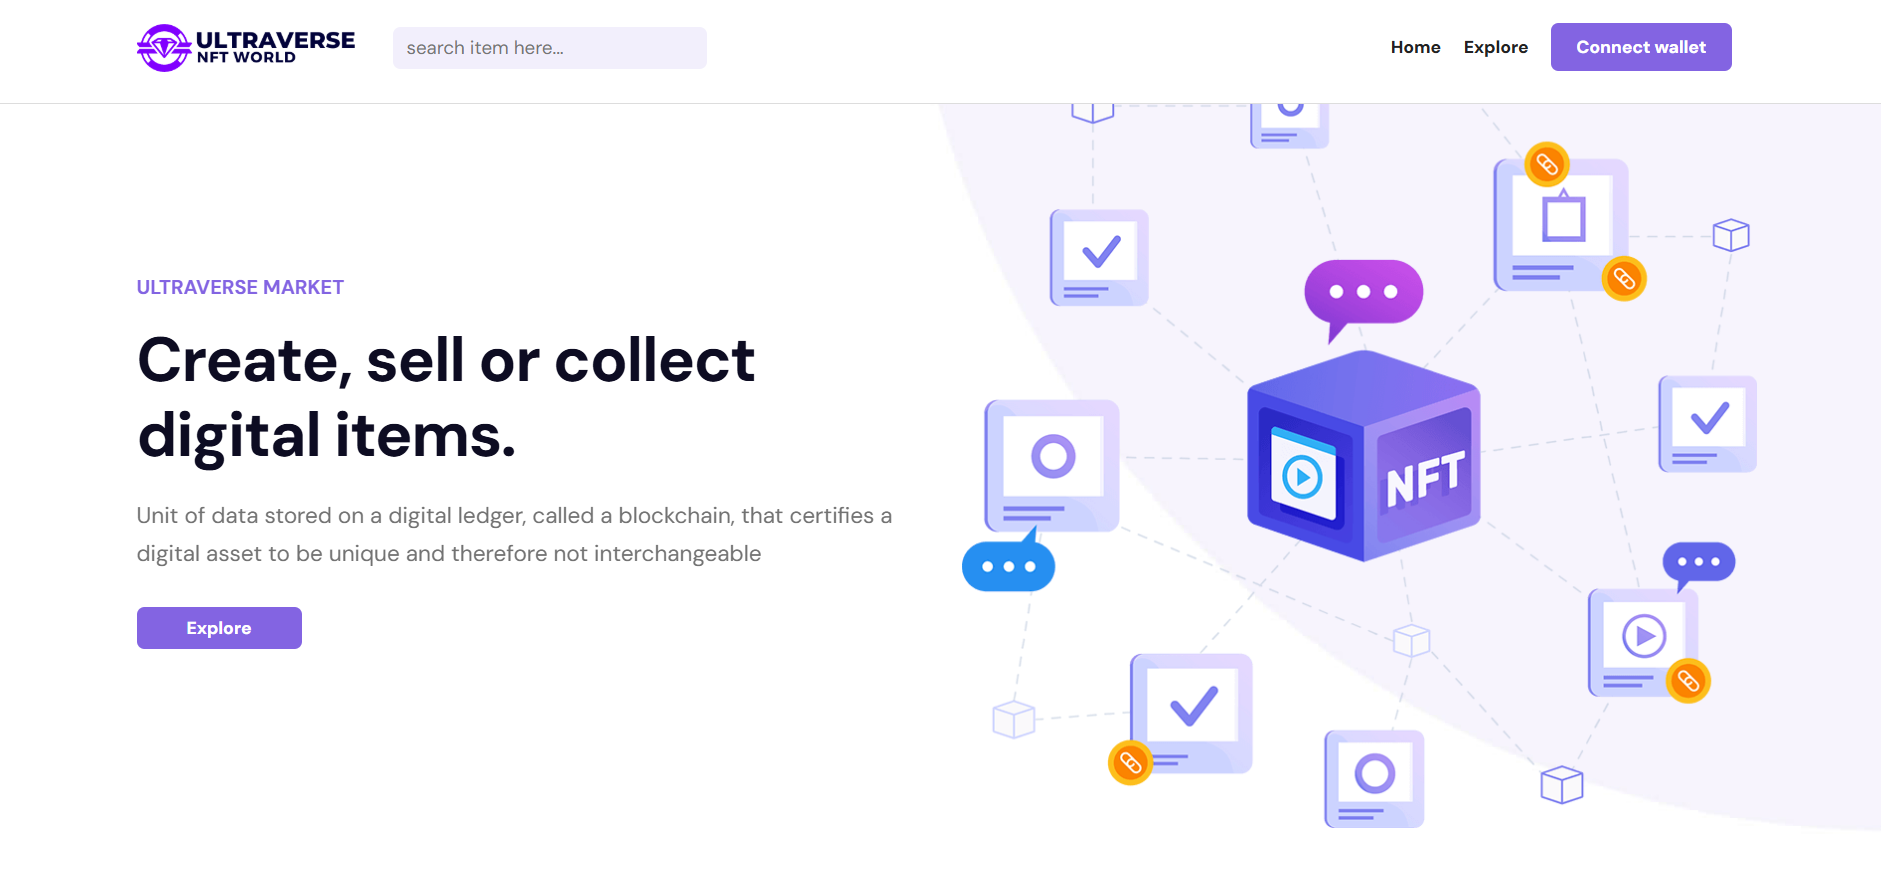 ULTRAVERSE
NFT WORLD
search item here...
Home
Explore
Connect wallet
ULTRAVERSE MARKET
Create, sell or collect
digital items.
Unit of data stored on a digital ledger, called a blockchain, that certifies a
digital asset to be unique and therefore not interchangeable
Explore
NFT